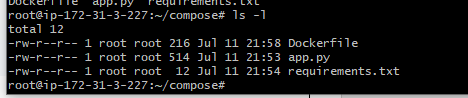 Dockerfile  app.py  requirements.txt
root@ip-172-31-3-227:~/compose# ls -l
total 12
-rw-r--r-- 1 root root 216 Jul 11 21:58 Dockerfile
-rw-r--r-- 1 root root 514 Jul 11 21:53 app.py
-rw-r--r-- 1 root root  12 Jul 11 21:54 requirements.txt
root@ip-172-3-227:~/compose#